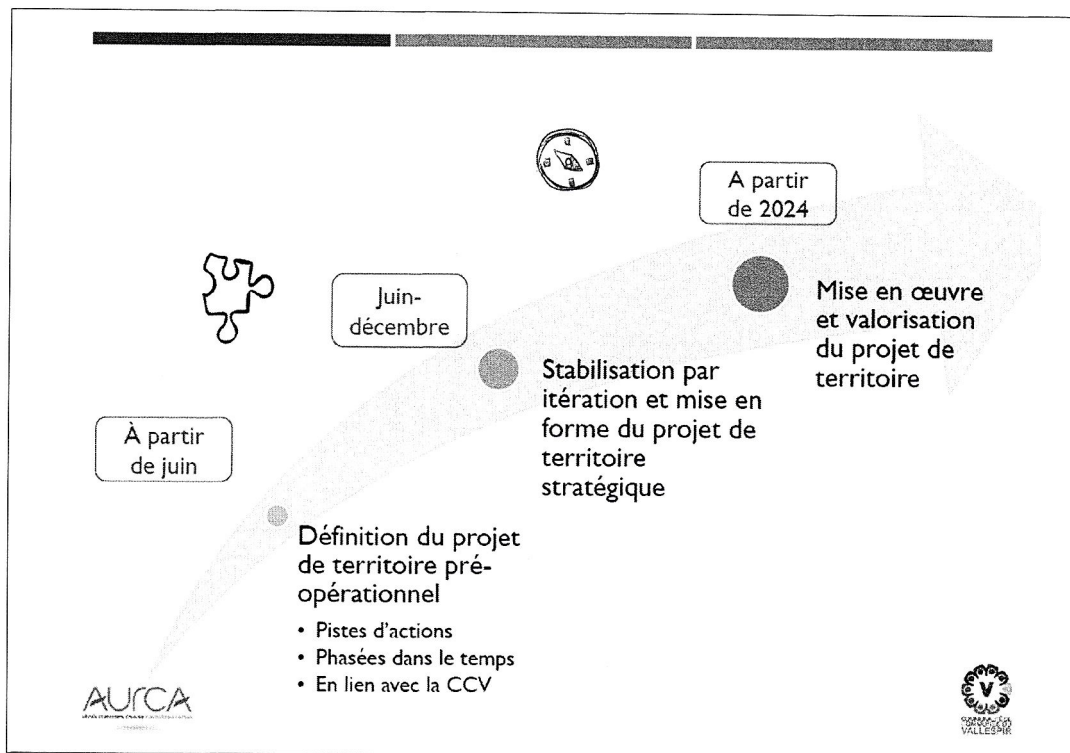 A partir
de 2024
Juin-
décembre
Mise en œuvre
et valorisation
du projet de
territoire
Stabilisation par
itération et mise en
forme du projet de
territoire
stratégique
À partir
de juin
Définition du projet
de territoire pré-
opérationnel
• Pistes d'actions
• Phasées dans le temps
• En lien avec la CCV
AURCA
V
VALLESPIR